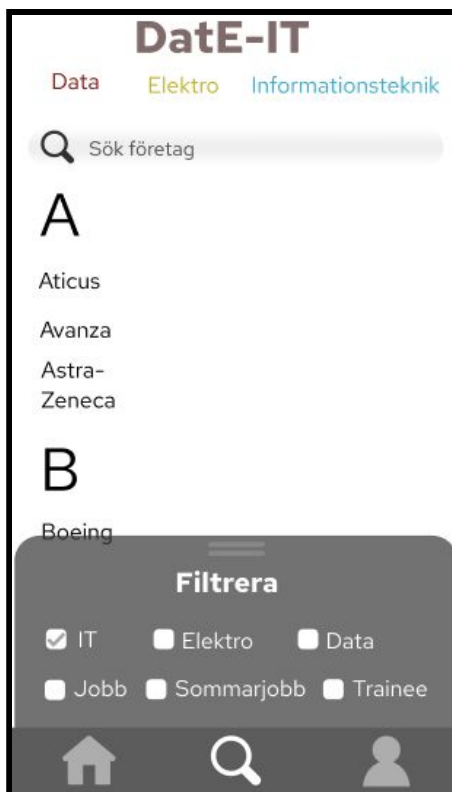 DatE-IT
Data Elektro Informationsteknik
Sök företag
A
Aticus
Avanza
Astra-
Zeneca
B
Boeing
Filtrera
IT Elektro Data
Jobb Sommarjobb Trainee